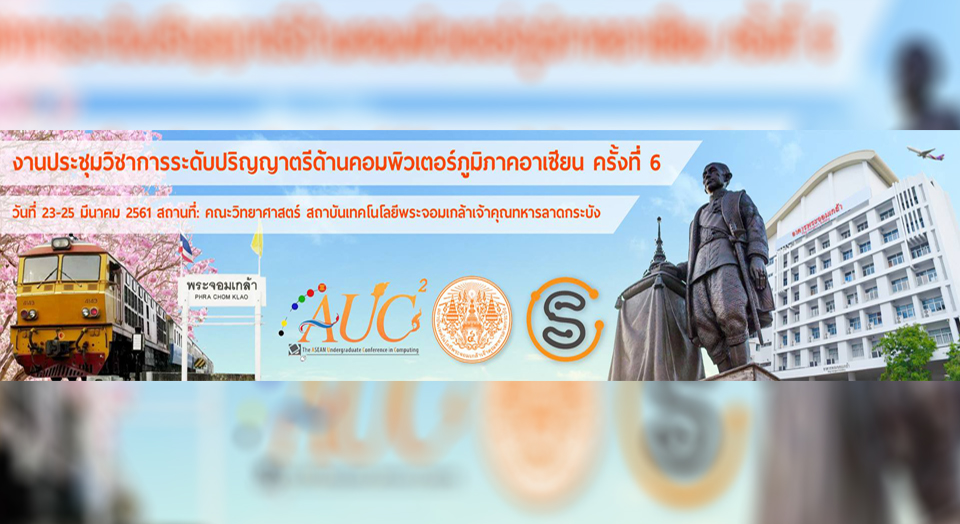 งานประชุมวิชาการระดับปริญญาตรีด้านคอมพิวเตอร์ภูมิภาคอาเซียน ครั้งที่ 6
วันที่ 23-25 มีนาคม 2561 สถานที่: คณะวิทยาศาสตร์ สถาบันเทคโนโลยีพระจอมเกล้าเจ้าคุณทหารลาดกระบัง
พระจอมเกล้า
PHRA CHOM KLAO
AUC2
The ASEAN Undergraduate Conference in Computing